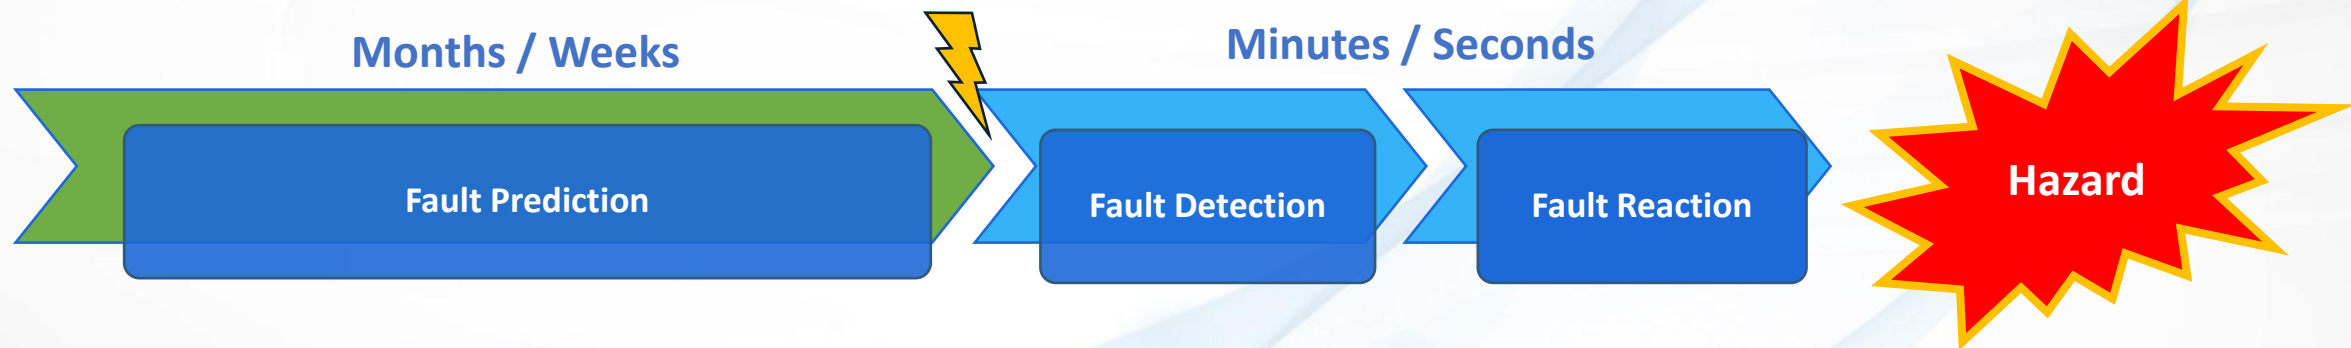 Months / Weeks
Minutes / Seconds
Fault Prediction
Fault Detection
Fault Reaction
Hazard